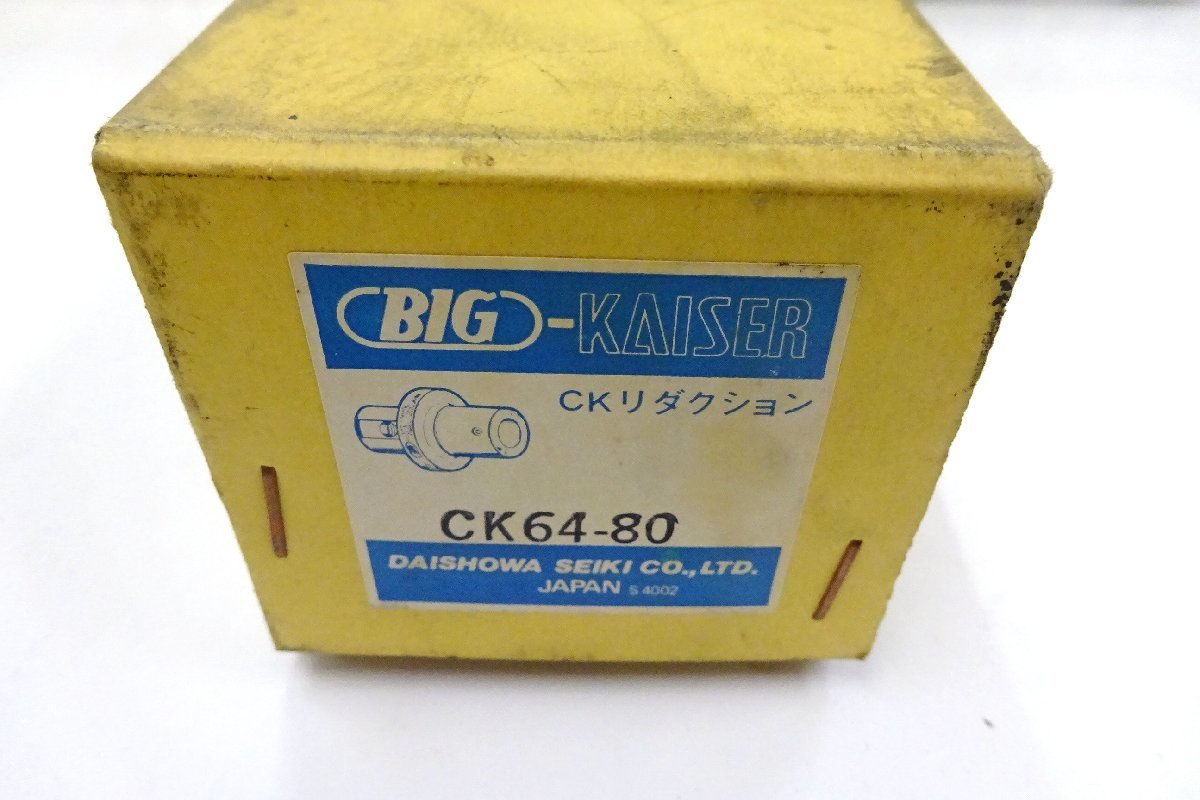 BIG-KAISER
CKリダクション
CK64-80
DAISHOWA SEIKI CO.,LTD.
JAPAN S 4002